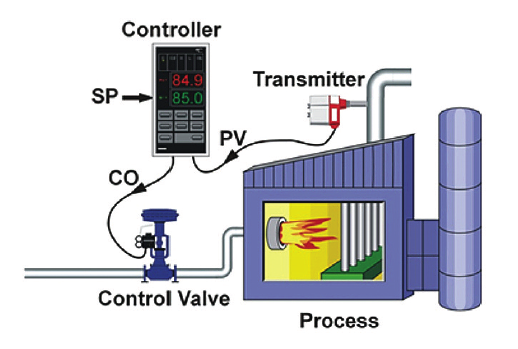 Controller
84.9
85.0
SP
Transmitter
PV
CO
Control Valve
Process